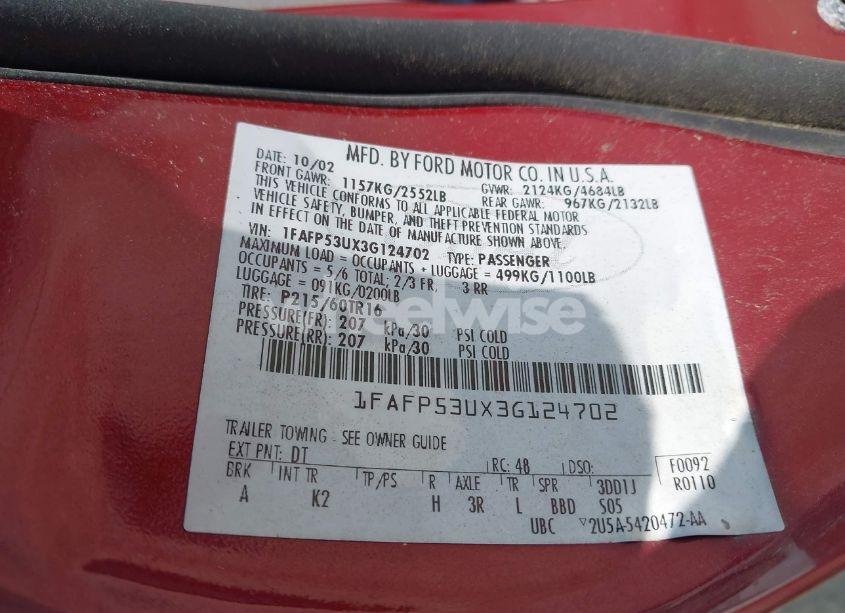 MFD. BY FORD MOTOR CO. IN U.S.A.
DATE: 10/02 GVWR: 2124KG/4684LB
FRONT GAWR: 1157KG/2552LB REAR GAWR: 967KG/2132LB
THIS VEHICLE CONFORMS TO ALL APPLICABLE FEDERAL MOTOR
VEHICLE SAFETY, BUMPER, AND THEFT PREVENTION STANDARDS
IN EFFECT ON THE DATE OF MANUFACTURE SHOWN ABOVE.
VIN: 1FAFP53UX3G124702 TYPE: PASSENGER
MAXIMUM LOAD = OCCUPANTS + LUGGAGE = 499KG/1100LB
OCCUPANTS = 5/6 TOTAL; 2/3 FR, 3 RR
LUGGAGE = 091KG/0200LB
TIRE: P215/60TR16
PRESSURE(FR): 207 kPa/30 PSI COLD
PRESSURE(RR): 207 kPa/30 PSI COLD
1FAFP53UX3G124702
TRAILER TOWING - SEE OWNER GUIDE
EXT PNT: DT RC: 48 DSO: F0092
BRK INT TR TP/PS R AXLE TR SPR 3DD1J R0110
A K2 H 3R L BBD S05
UBC 2U5A-5420472-AA